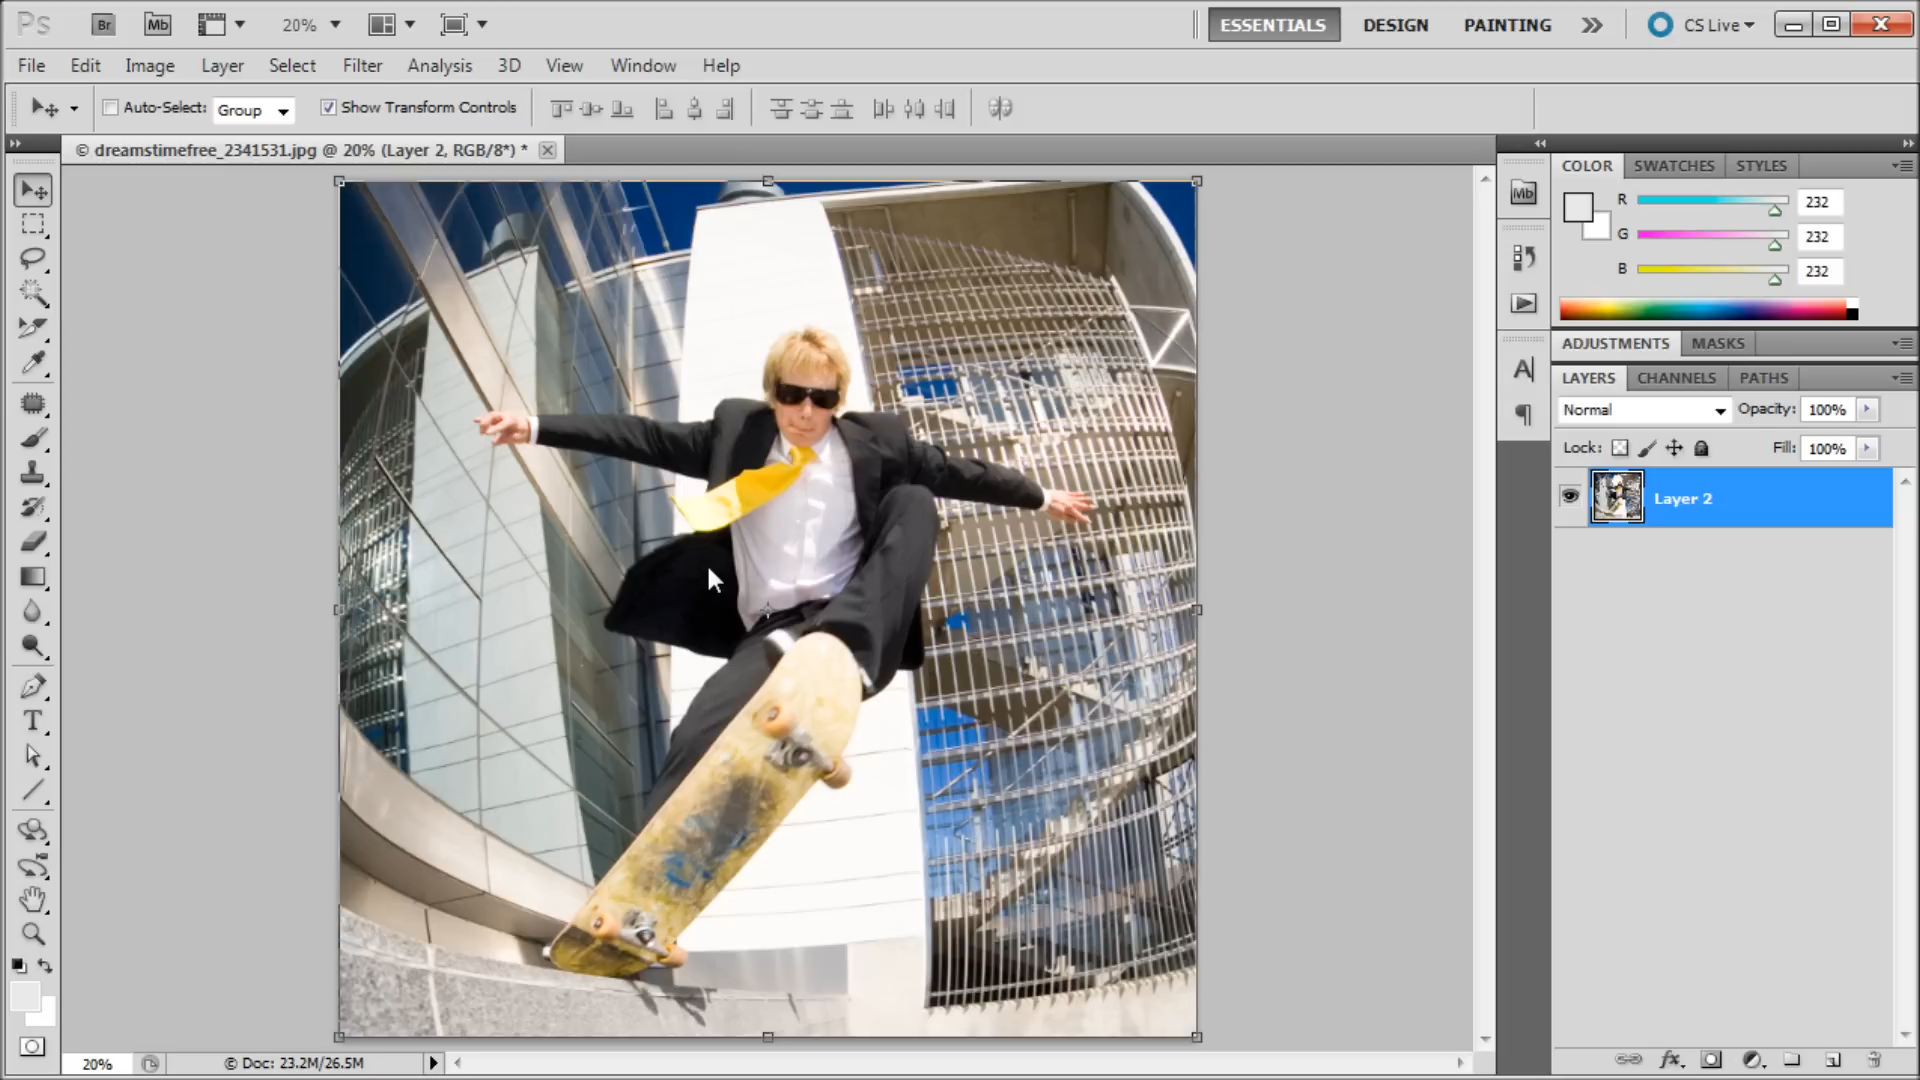 Ps Br Mb 20% ESSENTIALS DESIGN PAINTING CS Live
File Edit Image Layer Select Filter Analysis 3D View Window Help
Auto-Select: Group Show Transform Controls
© dreamstimefree_2341531.jpg @ 20% (Layer 2, RGB/8*) *
COLOR SWATCHES STYLES
Mb
R 232
G 232
B 232
ADJUSTMENTS MASKS
LAYERS CHANNELS PATHS
Normal Opacity: 100%
Lock: Fill: 100%
Layer 2
20% © Doc: 23.2M/26.5M